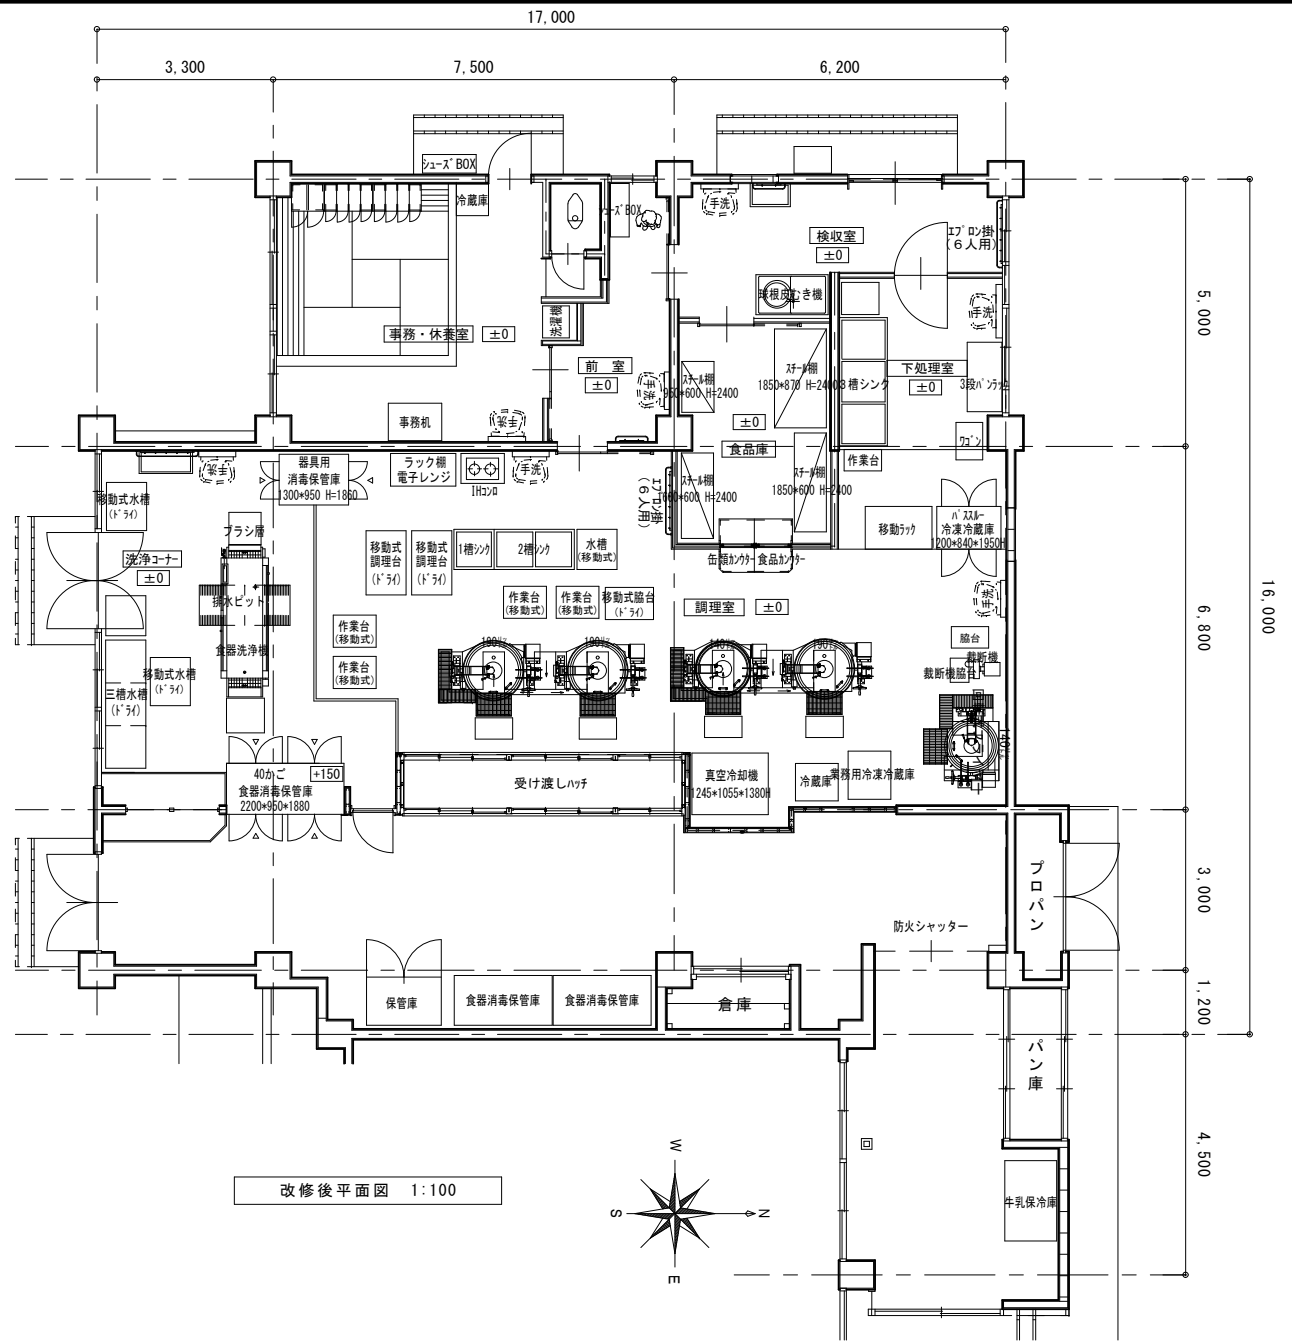 17,000
3,300
7,500
6,200
シューズBOX
冷蔵庫
手洗
検収室
±0
エプロン掛
(6人用)
球根皮むき機
手洗
5,000
事務・休養室
±0
洗濯機
前 室
±0
手洗
スチール棚
1850*870 H=2400
3槽シンク
下処理室
±0
3段パンラック
事務机
手洗
±0
食品庫
ワゴン
16,000
器具用
消毒保管庫
1300*950 H=1860
ラック棚
電子レンジ
IHコンロ
手洗
エプロン掛
(6人用)
スチール棚
スチール棚
1850*600 H=2400
作業台
手洗
移動式水槽
(ドライ)
ブラシ層
洗浄コーナー
±0
移動式
調理台
(ドライ)
移動式
調理台
(ドライ)
1槽シンク
2槽シンク
水槽
(移動式)
缶類カウンター
食品カウンター
移動ラック
パススルー
冷凍冷蔵庫
1200*840*1950H
排水ピット
作業台
(移動式)
作業台
(移動式)
移動式脇台
(ドライ)
調理室
±0
手洗
6,800
食器洗浄機
作業台
(移動式)
作業台
(移動式)
脇台
裁断機
裁断機脇台
三槽水槽
(ドライ)
移動式水槽
(ドライ)
40かご
+150
食器消毒保管庫
2200*950*1880
受け渡しハッチ
真空冷却機
1245*1055*1380H
冷蔵庫
業務用冷凍冷蔵庫
プロパン
3,000
防火シャッター
保管庫
食器消毒保管庫
食器消毒保管庫
倉庫
1,200
パン庫
4,500
牛乳保冷庫
改修後平面図 1:100
W
S
N
E